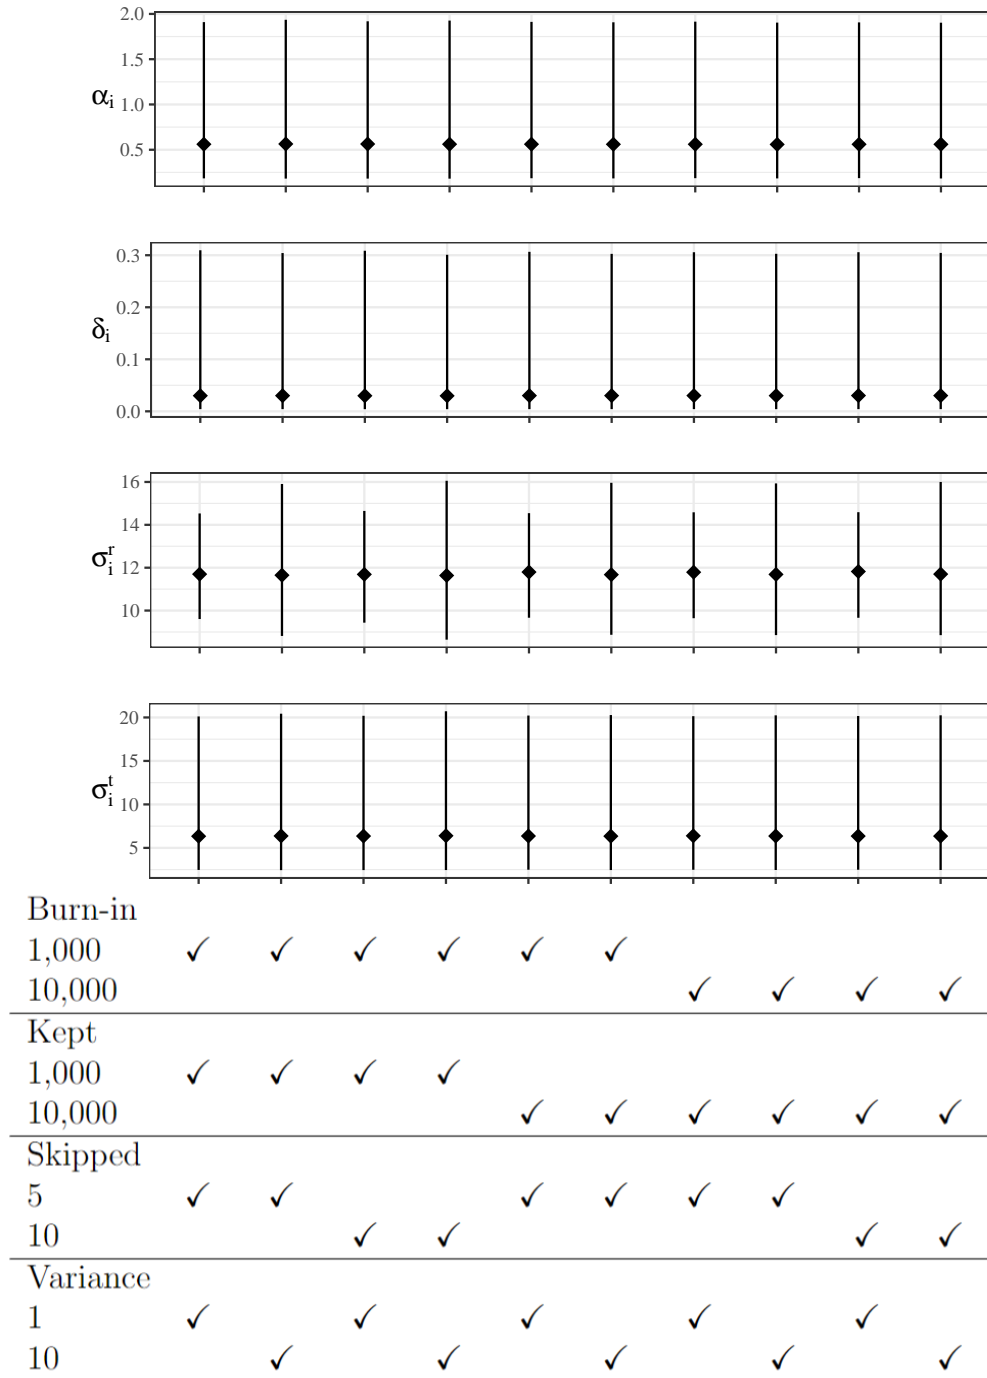 2.0
1.5
αi 1.0
0.5
0.3
0.2
δi
0.1
0.0
16
14
σir 12
10
20
15
σit 10
5
Burn-in
1,000 ✓ ✓ ✓ ✓ ✓ ✓
10,000 ✓ ✓ ✓ ✓
Kept
1,000 ✓ ✓ ✓ ✓
10,000 ✓ ✓ ✓ ✓ ✓ ✓
Skipped
5 ✓ ✓ ✓ ✓ ✓ ✓
10 ✓ ✓ ✓ ✓
Variance
1 ✓ ✓ ✓ ✓ ✓
10 ✓ ✓ ✓ ✓ ✓